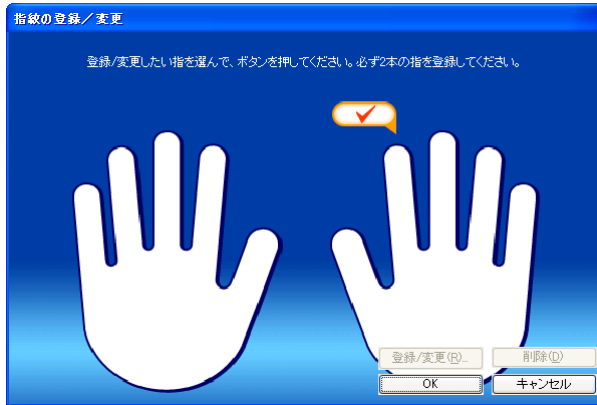 指紋の登録／変更
登録/変更したい指を選んで、ボタンを押してください。必ず2本の指を登録してください。
登録/変更(R)...
削除(D)
OK
キャンセル